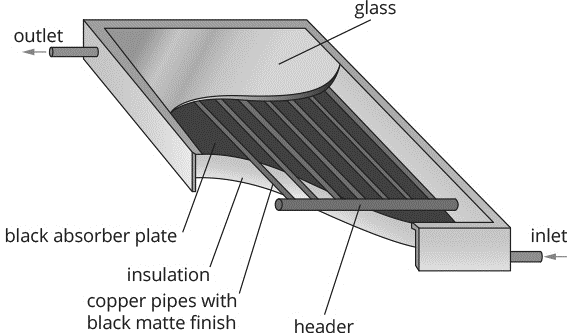 glass
outlet
black absorber plate
inlet
insulation
copper pipes with
black matte finish
header